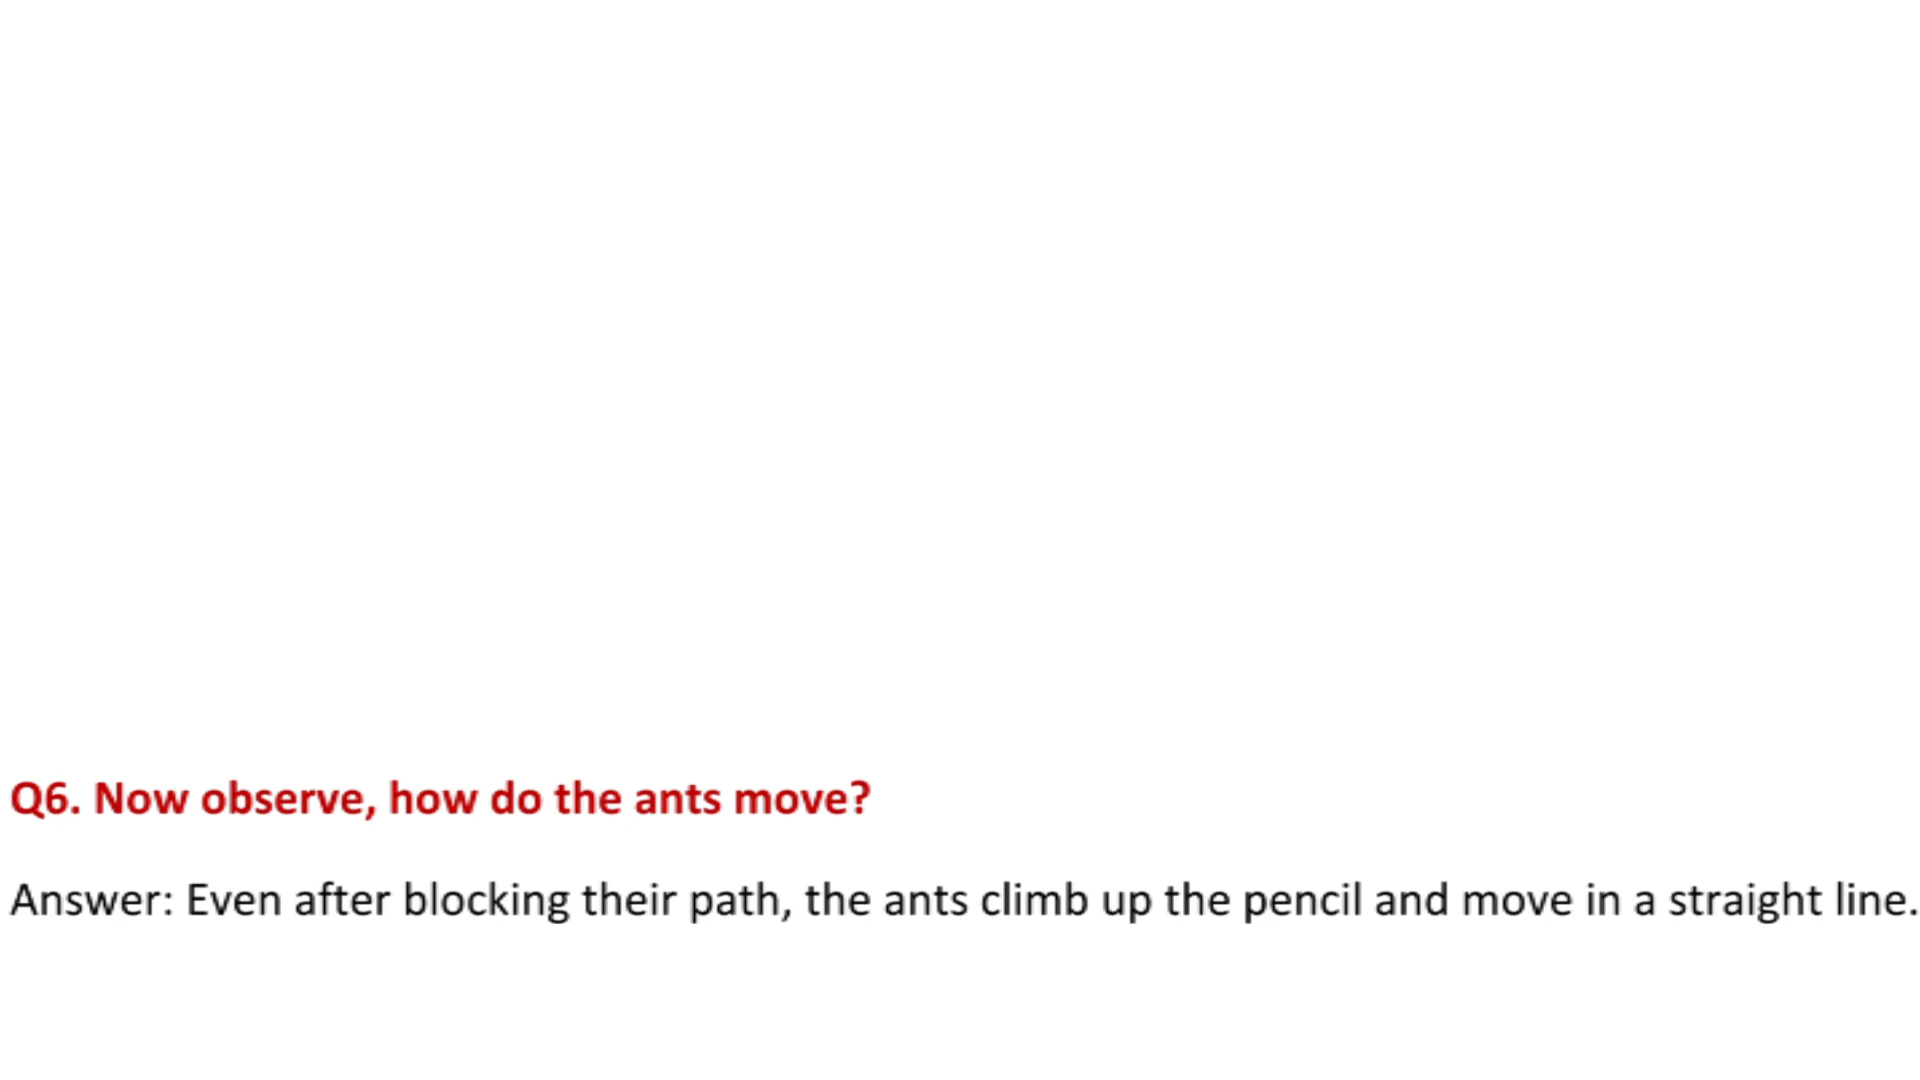 Q6. Now observe, how do the ants move?
Answer: Even after blocking their path, the ants climb up the pencil and move in a straight line.